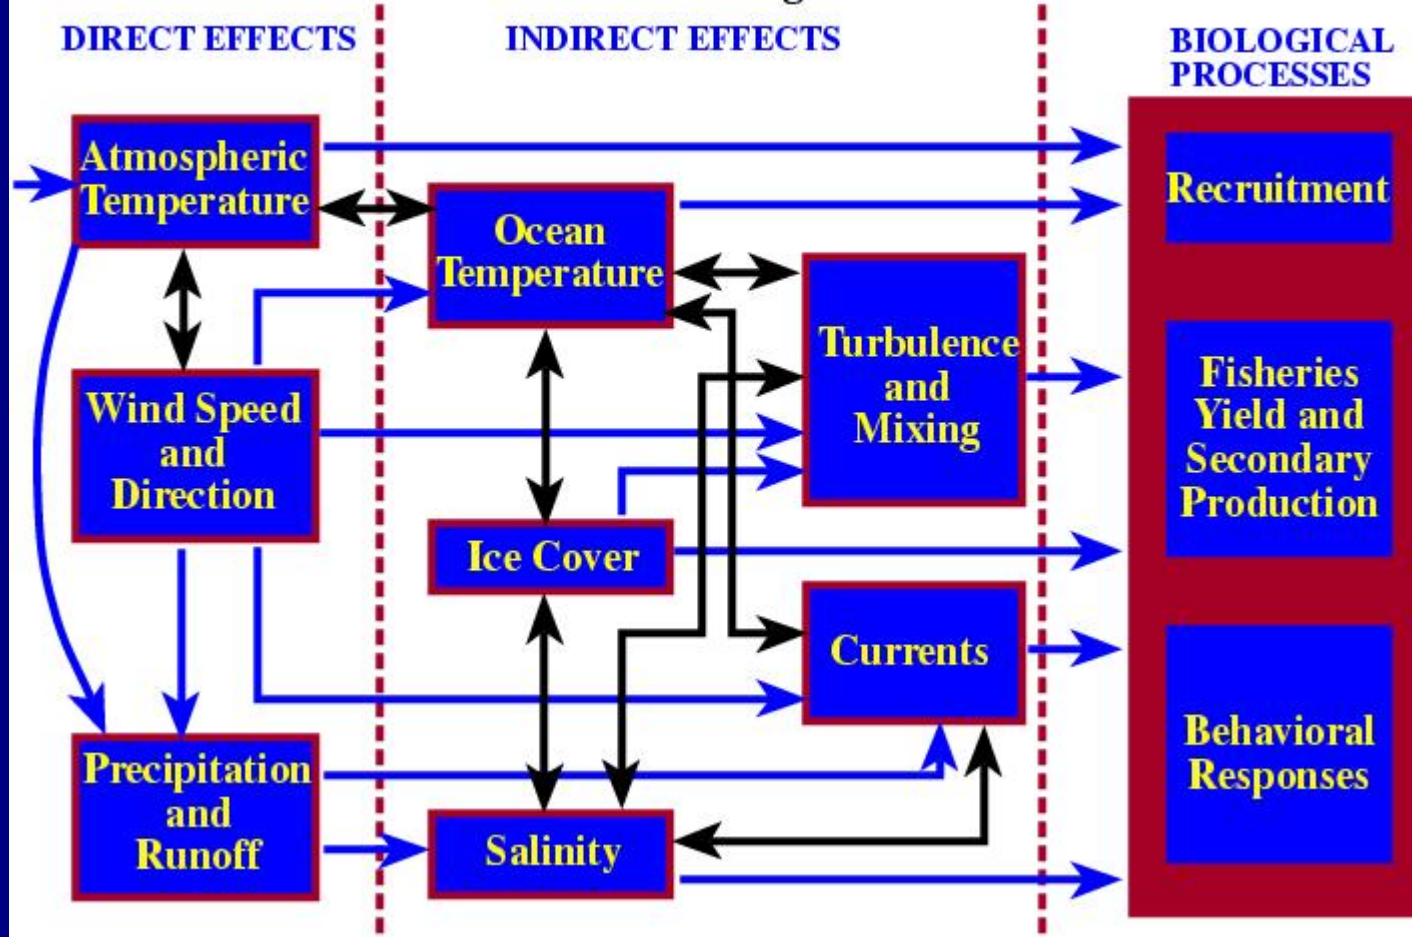 DIRECT EFFECTS
INDIRECT EFFECTS
BIOLOGICAL
PROCESSES
Atmospheric
Temperature
Ocean
Temperature
Recruitment
Wind Speed
and
Direction
Turbulence
and
Mixing
Fisheries
Yield and
Secondary
Production
Ice Cover
Currents
Behavioral
Responses
Precipitation
and
Runoff
Salinity